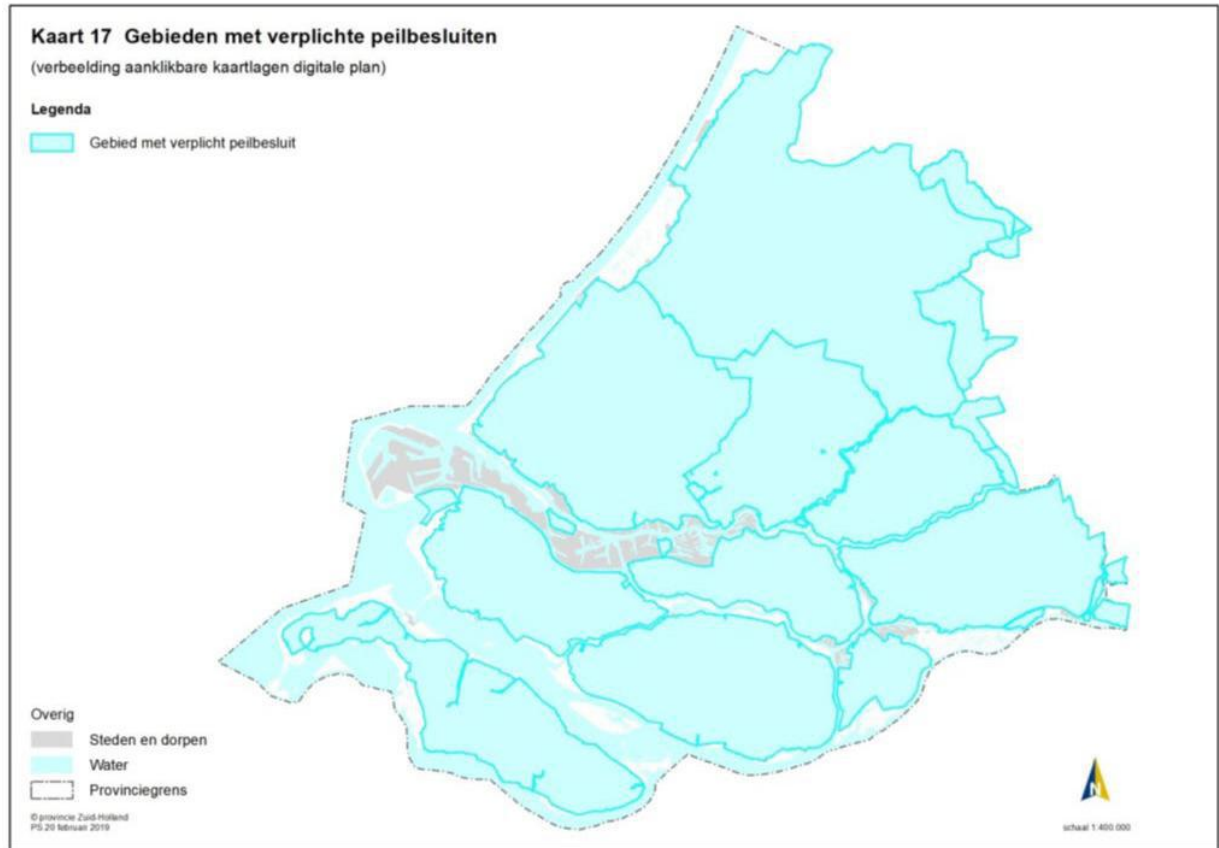 Kaart 17 Gebieden met verplichte peilbesluiten
(verbeelding aanklikbare kaartlagen digitale plan)
Legenda
Gebied met verplicht peilbesluit
Overig
Steden en dorpen
Water
Provinciegrens
© provincie Zuid-Holland
PS 20 februari 2019
N
schaal 1:400 000